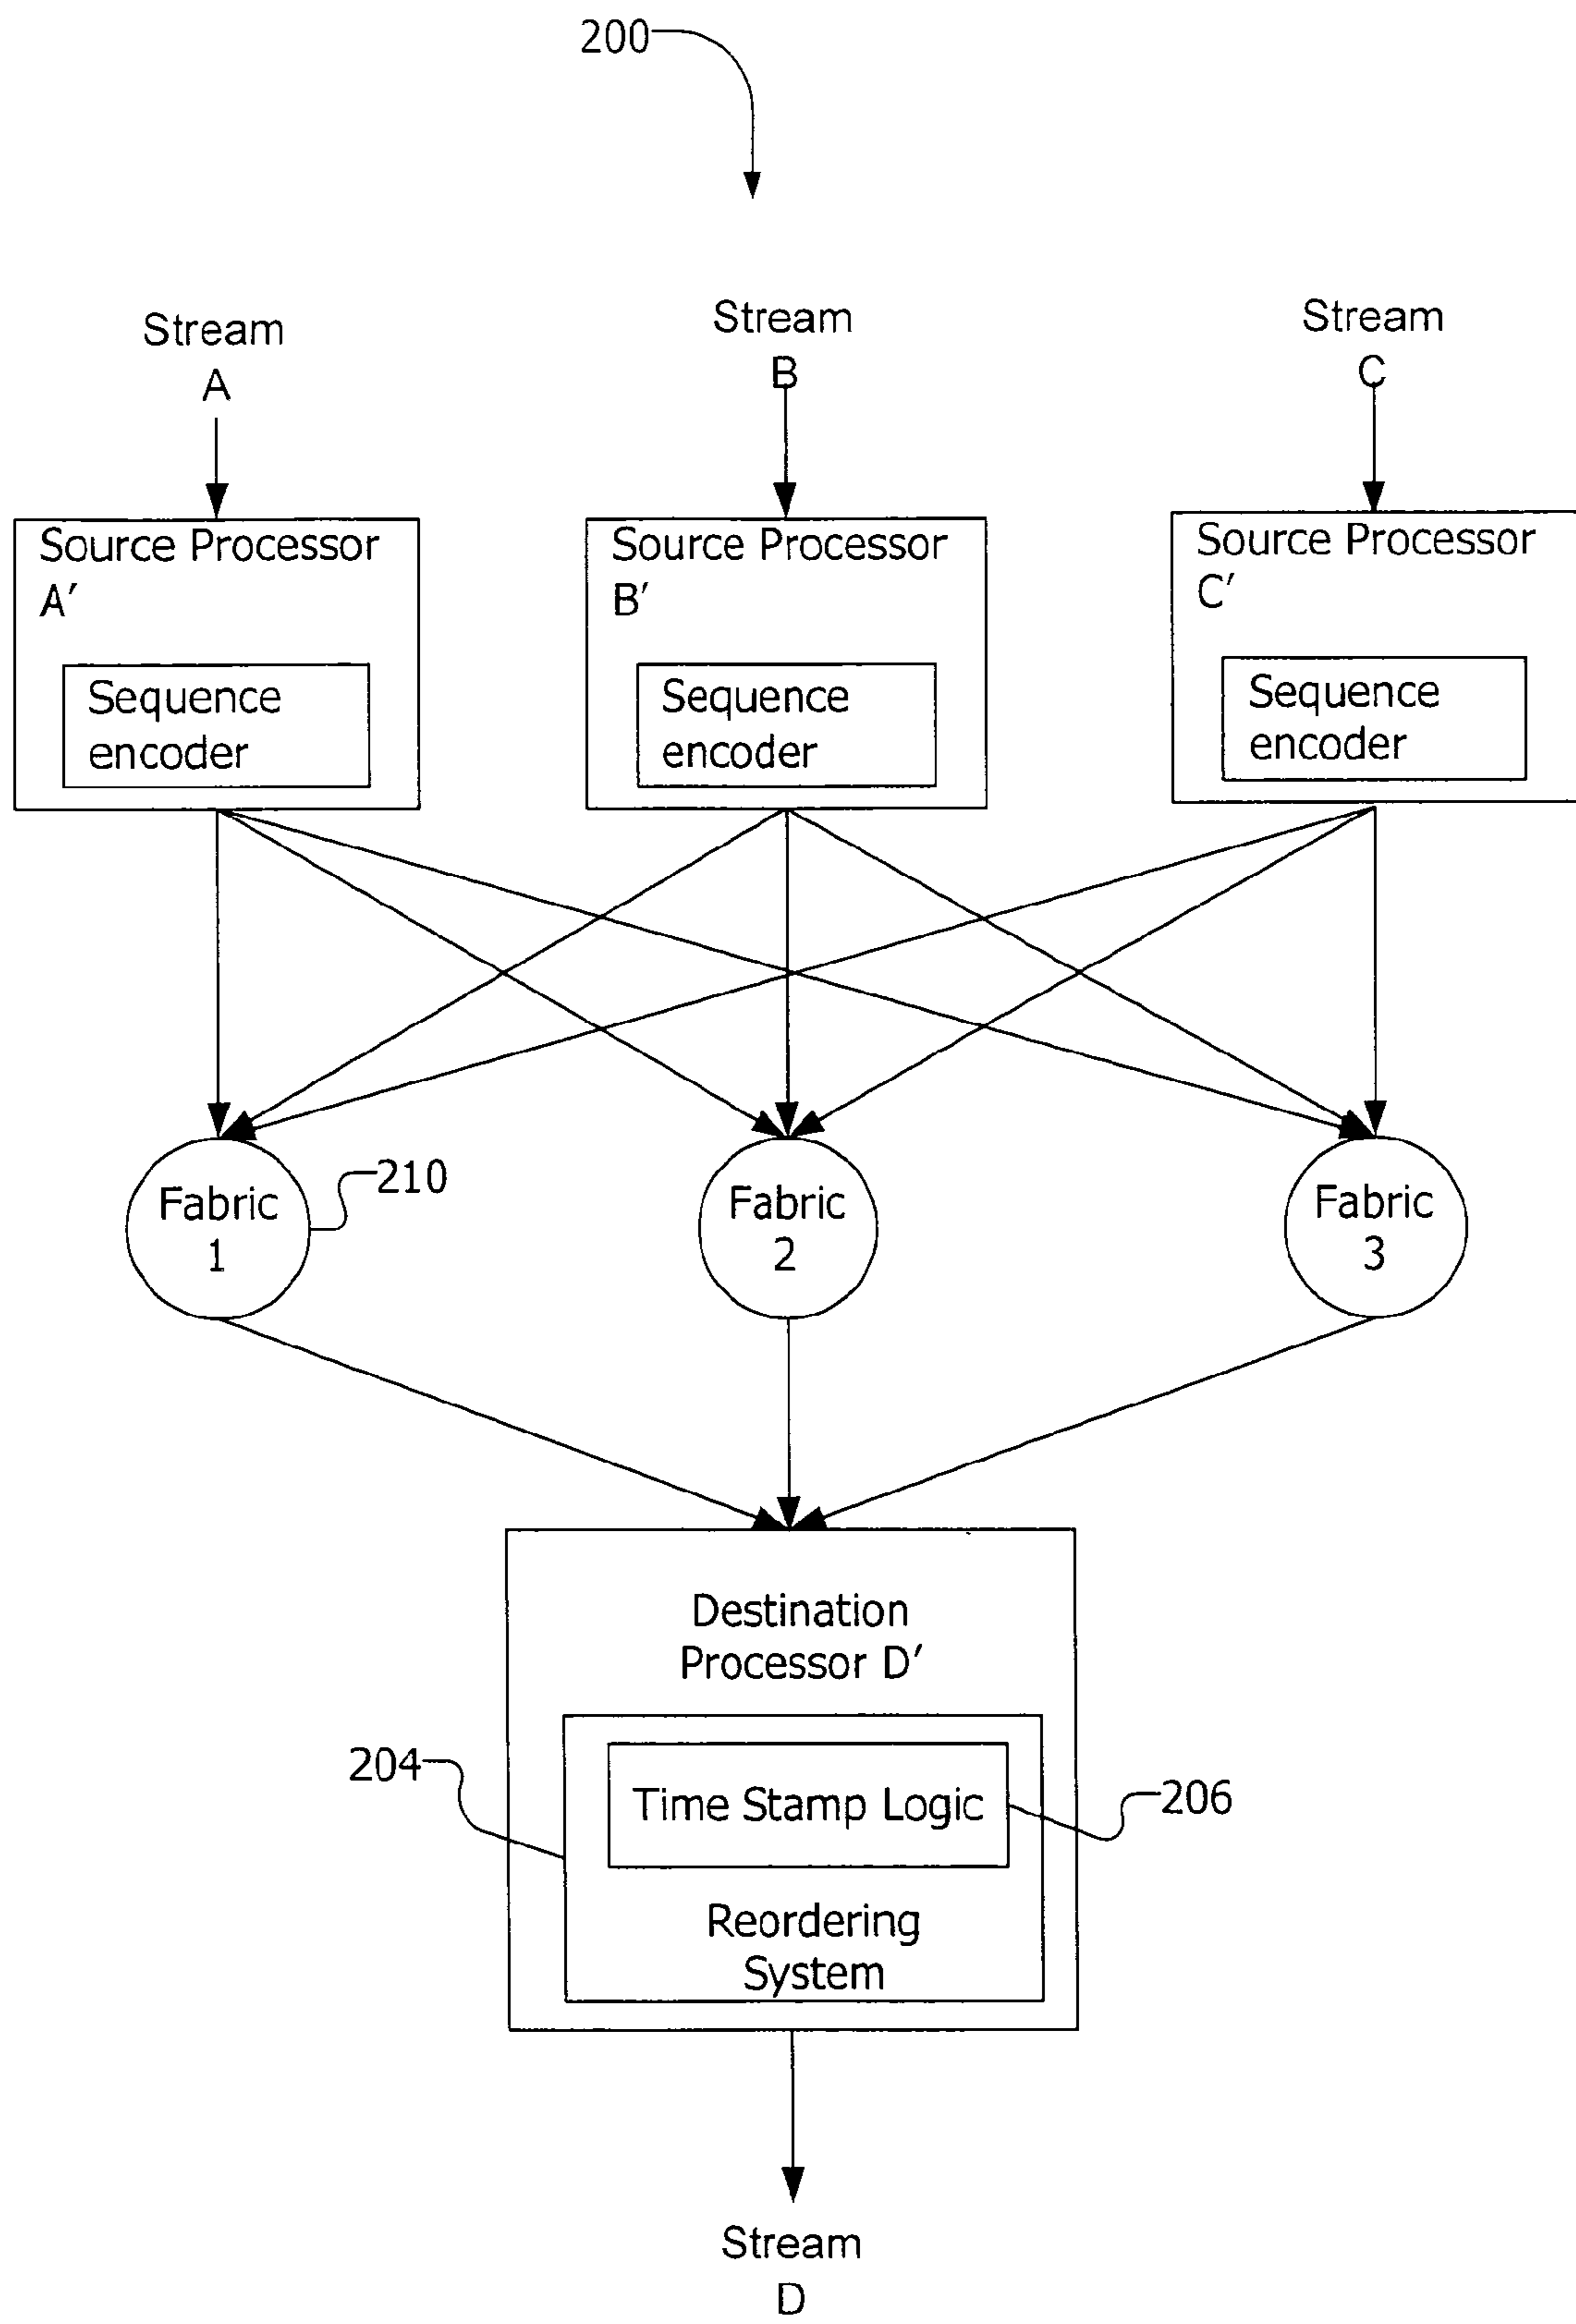 200
Stream
A
Stream
B
Stream
C
Source Processor
A′
Sequence
encoder
Source Processor
B′
Sequence
encoder
Source Processor
C′
Sequence
encoder
Fabric
1
210
Fabric
2
Fabric
3
Destination
Processor D′
204
Time Stamp Logic
206
Reordering
System
Stream
D